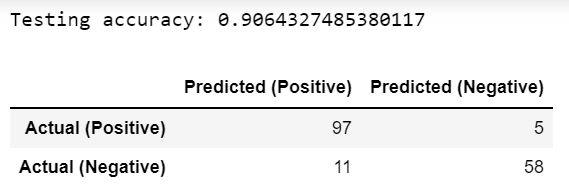 Testing accuracy: 0.9064327485380117
Predicted (Positive) Predicted (Negative)
Actual (Positive) 97 5
Actual (Negative) 11 58